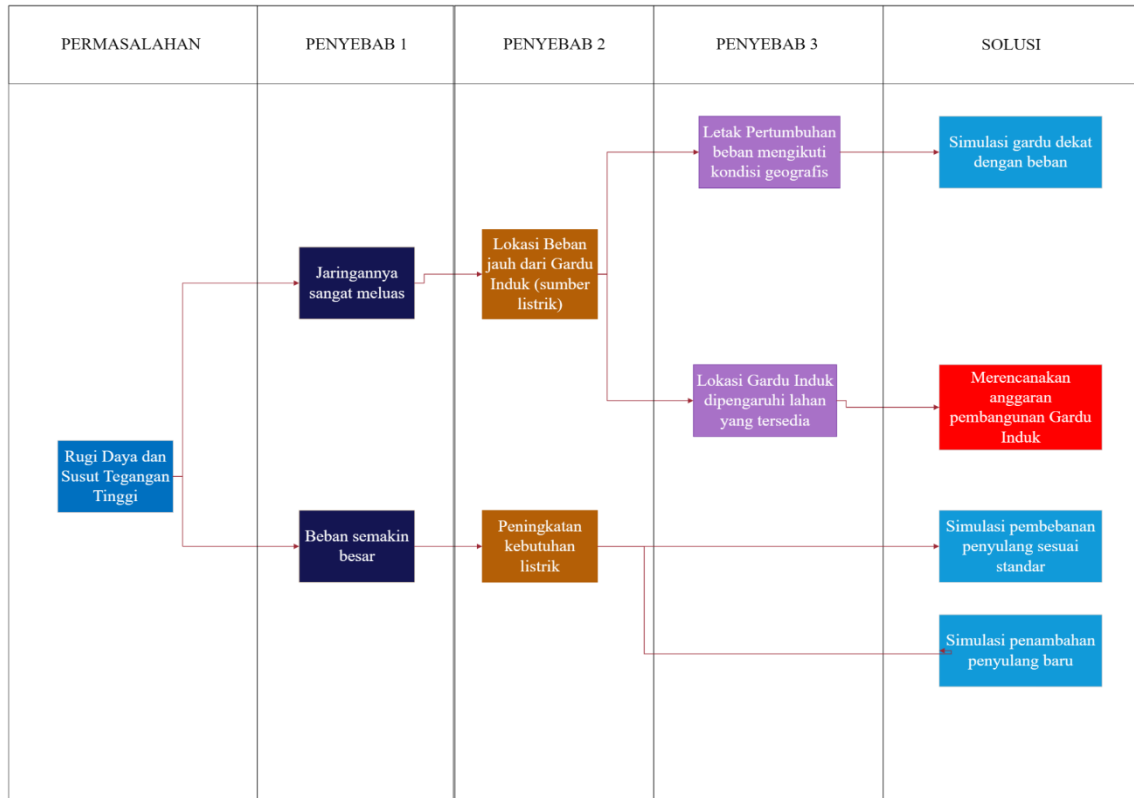 PERMASALAHAN
PENYEBAB 1
PENYEBAB 2
PENYEBAB 3
SOLUSI
Rugi Daya dan
Susut Tegangan
Tinggi
Jaringannya
sangat meluas
Lokasi Beban
jauh dari Gardu
Induk (sumber
listrik)
Letak Pertumbuhan
beban mengikuti
kondisi geografis
Simulasi gardu dekat
dengan beban
Lokasi Gardu Induk
dipengaruhi lahan
yang tersedia
Merencanakan
anggaran
pembangunan Gardu
Induk
Beban semakin
besar
Peningkatan
kebutuhan
listrik
Simulasi pembebanan
penyulang sesuai
standar
Simulasi penambahan
penyulang baru